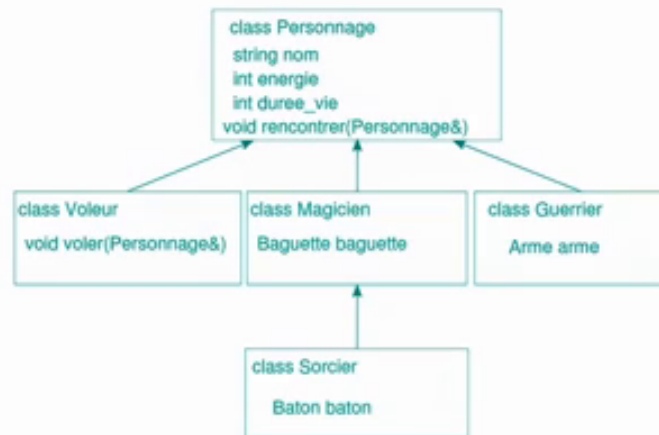 class Personnage
string nom
int energie
int duree_vie
void rencontrer(Personnage&)
class Voleur
void voler(Personnage&)
class Magicien
Baguette baguette
class Guerrier
Arme arme
class Sorcier
Baton baton